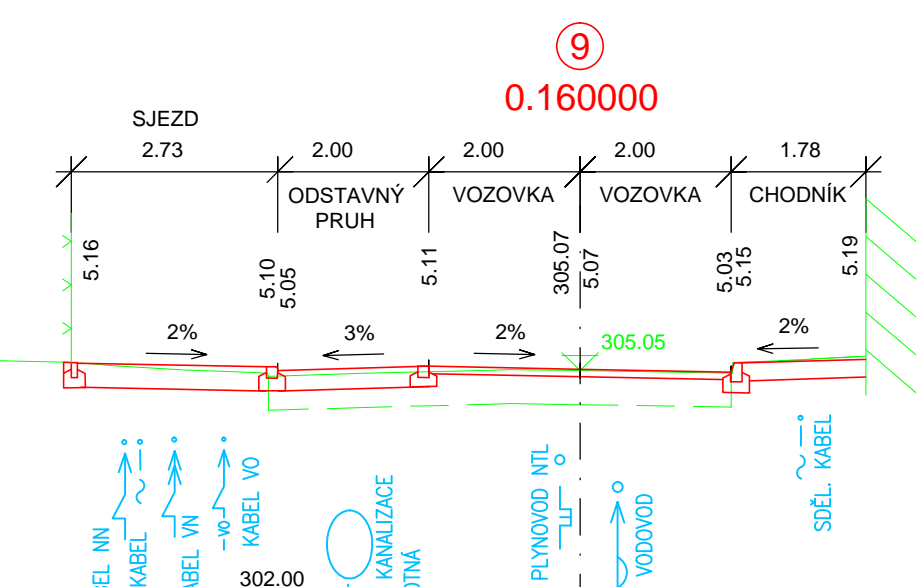 9
0.160000
SJEZD
2.73
2.00
2.00
2.00
1.78
ODSTAVNÝ
PRUH
VOZOVKA
VOZOVKA
CHODNÍK
5.16
5.10
5.05
5.11
305.07
5.07
5.03
5.15
5.19
2%
3%
2%
2%
305.05
NN
KABEL
VN
VO
KABEL VO
KANALIZACE
PLYNOVOD NTL
VODOVOD
SDĚL. KABEL
302.00